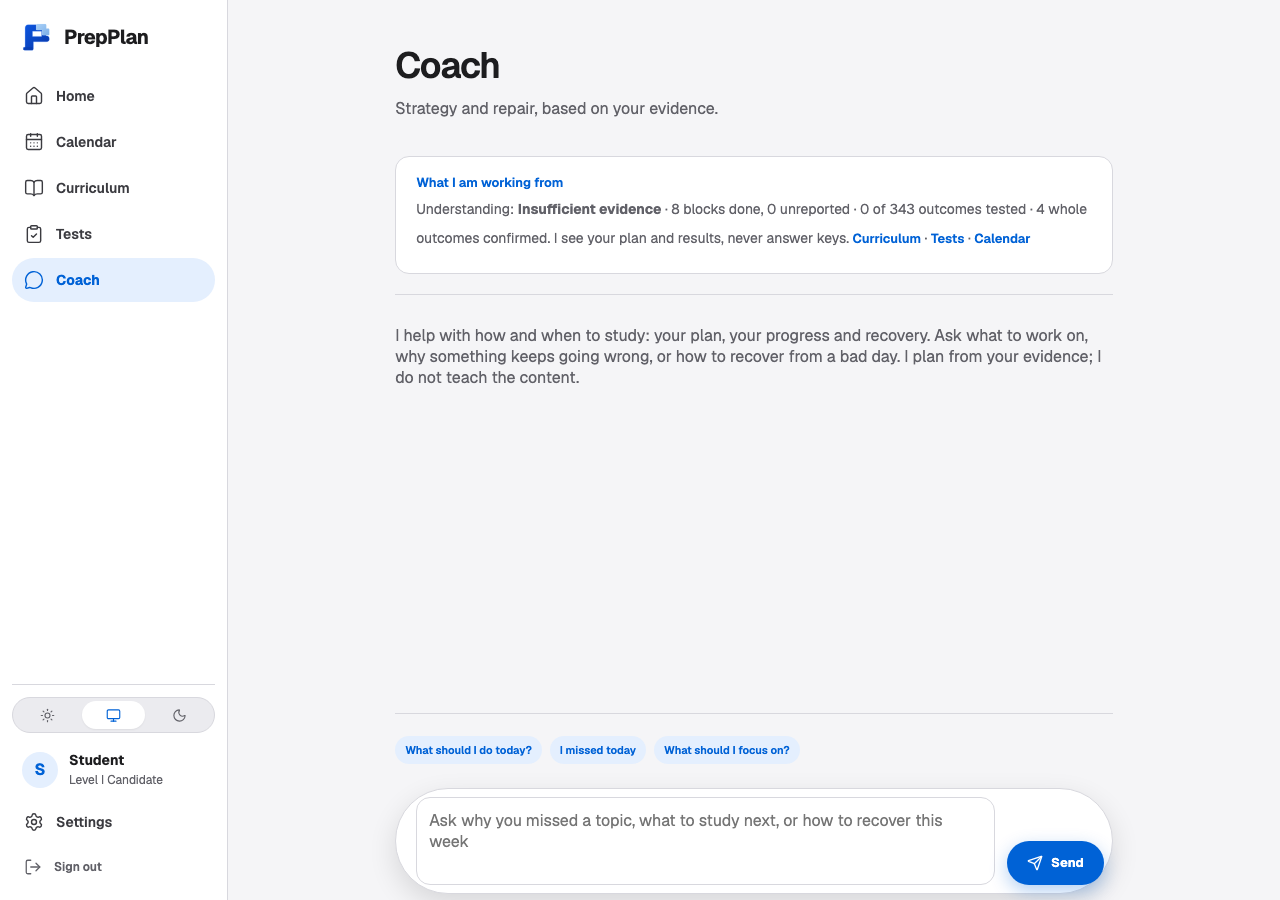 PrepPlan
Home
Calendar
Curriculum
Tests
Coach
Student
S
Level I Candidate
Settings
Sign out
Coach
Strategy and repair, based on your evidence.
What I am working from
Understanding: Insufficient evidence · 8 blocks done, 0 unreported · 0 of 343 outcomes tested · 4 whole
outcomes confirmed. I see your plan and results, never answer keys. Curriculum · Tests · Calendar
I help with how and when to study: your plan, your progress and recovery. Ask what to work on,
why something keeps going wrong, or how to recover from a bad day. I plan from your evidence; I
do not teach the content.
What should I do today?
I missed today
What should I focus on?
Ask why you missed a topic, what to study next, or how to recover this
week
Send